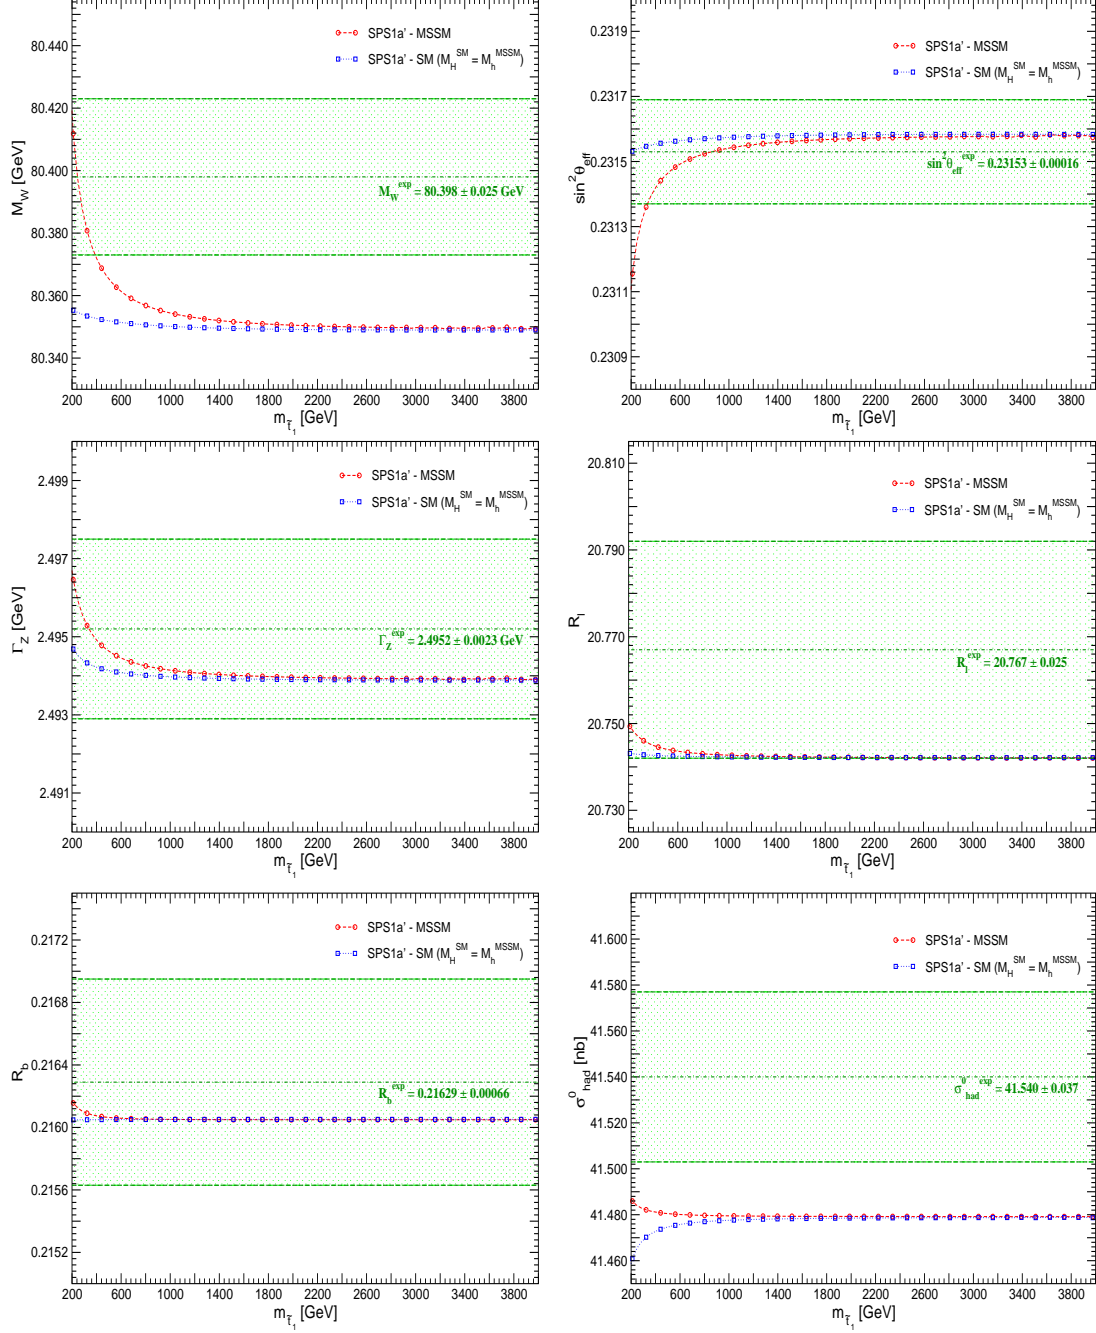 80.440
80.420
80.400
80.380
80.360
80.340
M_W [GeV]
SPS1a' - MSSM
SPS1a' - SM (M_H^SM = M_h^MSSM)
M_W^exp = 80.398 ± 0.025 GeV
200 600 1000 1400 1800 2200 2600 3000 3400 3800
m_t̃_1 [GeV]
0.2319
0.2317
0.2315
0.2313
0.2311
0.2309
sin²θ_eff
SPS1a' - MSSM
SPS1a' - SM (M_H^SM = M_h^MSSM)
sin²θ_eff^exp = 0.23153 ± 0.00016
200 600 1000 1400 1800 2200 2600 3000 3400 3800
m_t̃_1 [GeV]
2.499
2.497
2.495
2.493
2.491
Γ_Z [GeV]
SPS1a' - MSSM
SPS1a' - SM (M_H^SM = M_h^MSSM)
Γ_Z^exp = 2.4952 ± 0.0023 GeV
200 600 1000 1400 1800 2200 2600 3000 3400 3800
m_t̃_1 [GeV]
20.810
20.790
20.770
20.750
20.730
R_l
SPS1a' - MSSM
SPS1a' - SM (M_H^SM = M_h^MSSM)
R_l^exp = 20.767 ± 0.025
200 600 1000 1400 1800 2200 2600 3000 3400 3800
m_t̃_1 [GeV]
0.2172
0.2168
0.2164
0.2160
0.2156
0.2152
R_b
SPS1a' - MSSM
SPS1a' - SM (M_H^SM = M_h^MSSM)
R_b^exp = 0.21629 ± 0.00066
200 600 1000 1400 1800 2200 2600 3000 3400 3800
m_t̃_1 [GeV]
41.600
41.580
41.560
41.540
41.520
41.500
41.480
41.460
σ^0_had [nb]
SPS1a' - MSSM
SPS1a' - SM (M_H^SM = M_h^MSSM)
σ^0_had^exp = 41.540 ± 0.037
200 600 1000 1400 1800 2200 2600 3000 3400 3800
m_t̃_1 [GeV]